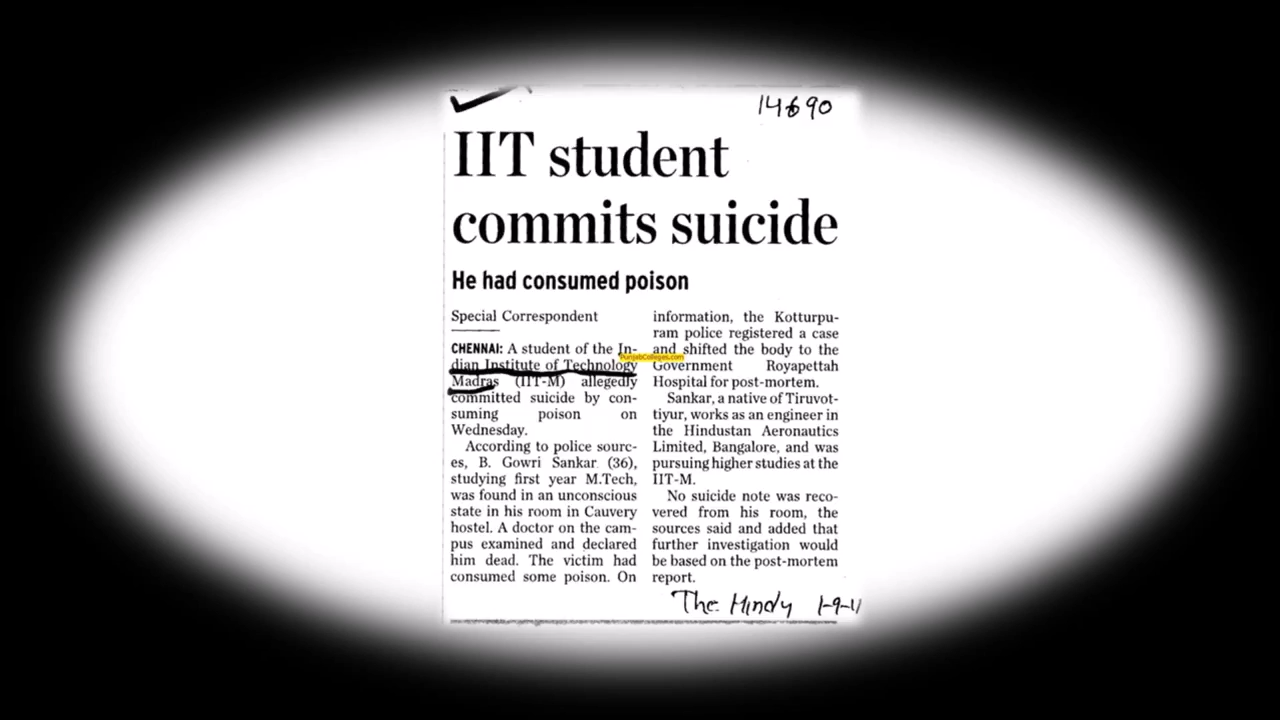 14690
IIT student
commits suicide
He had consumed poison
Special Correspondent
CHENNAI: A student of the In-
dian Institute of Technology
Madras (IIT-M) allegedly
committed suicide by con-
suming poison on
Wednesday.
According to police sourc-
es, B. Gowri Sankar (36),
studying first year M.Tech,
was found in an unconscious
state in his room in Cauvery
hostel. A doctor on the cam-
pus examined and declared
him dead. The victim had
consumed some poison. On
information, the Kotturpu-
ram police registered a case
and shifted the body to the
Government Royapettah
Hospital for post-mortem.
Sankar, a native of Tiruvot-
tiyur, works as an engineer in
the Hindustan Aeronautics
Limited, Bangalore, and was
pursuing higher studies at the
IIT-M.
No suicide note was reco-
vered from his room, the
sources said and added that
further investigation would
be based on the post-mortem
report.
PunjabColleges.com
The Hindu 1-9-11